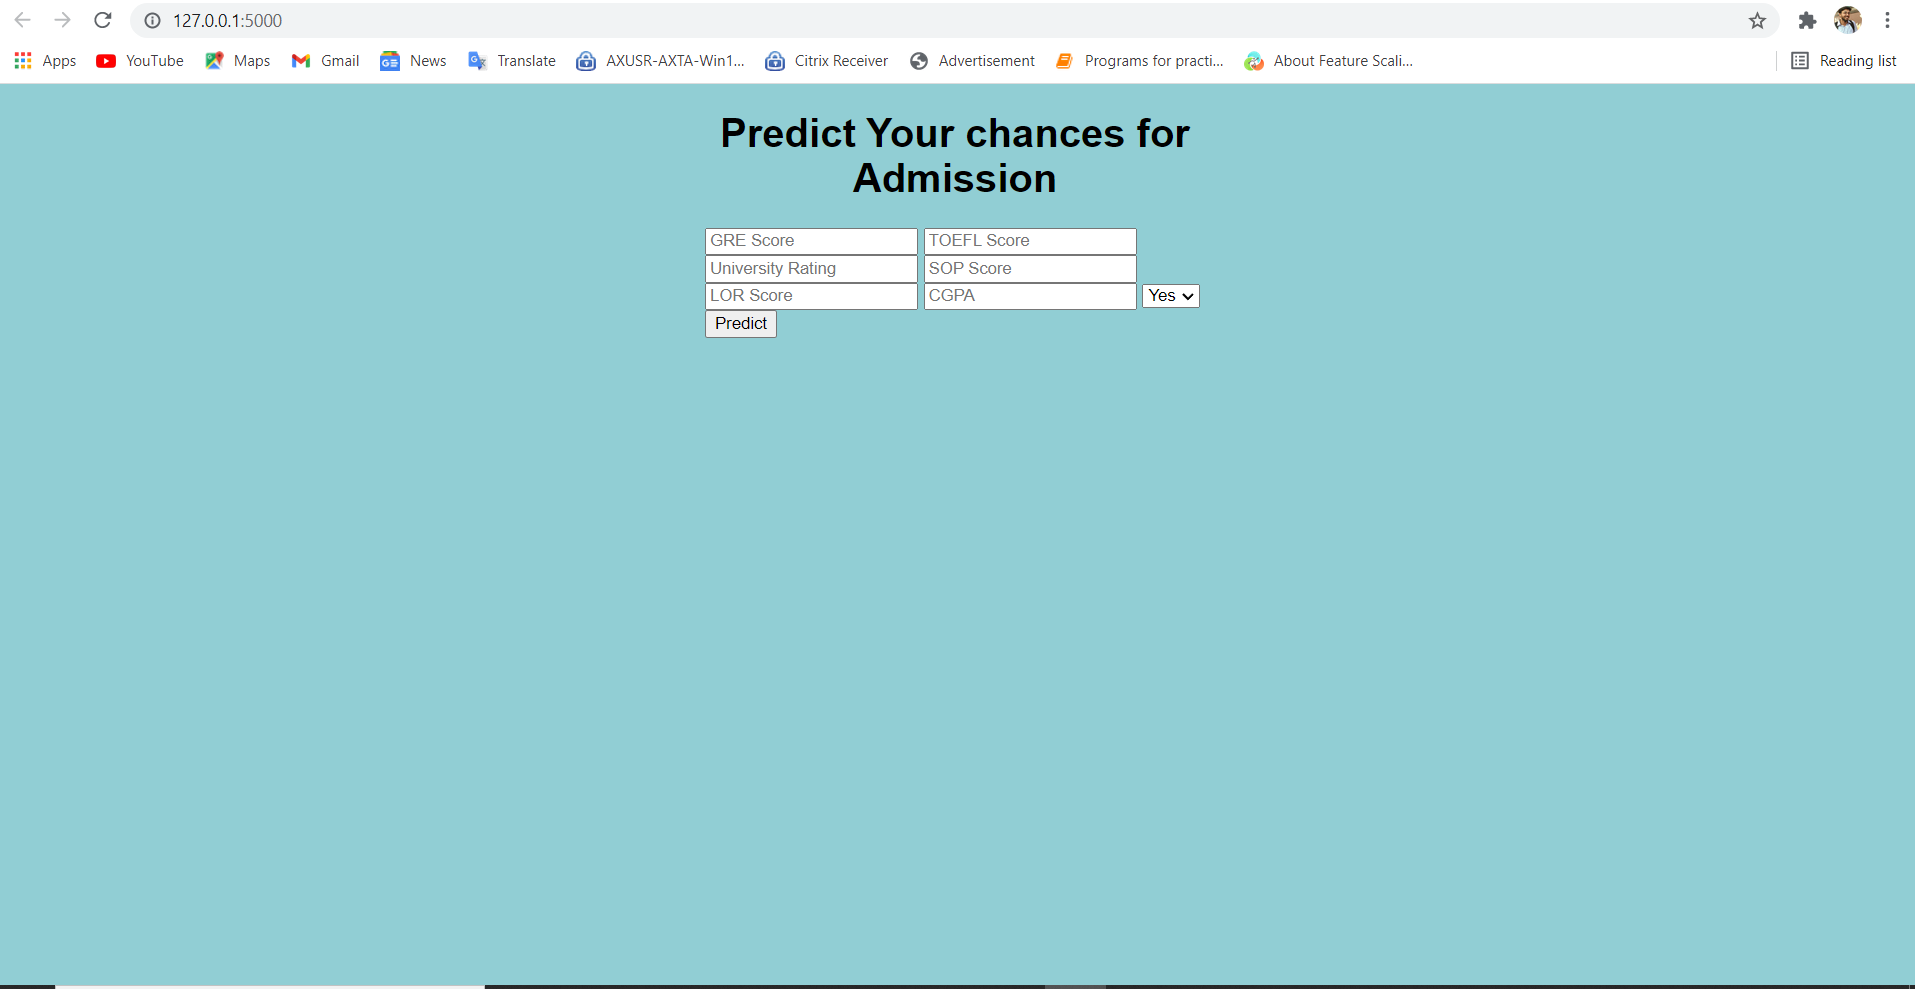 127.0.0.1:5000
Apps YouTube Maps Gmail News Translate AXUSR-AXTA-Win1... Citrix Receiver Advertisement Programs for practi... About Feature Scali... Reading list
Predict Your chances for
Admission
GRE Score TOEFL Score
University Rating SOP Score
LOR Score CGPA Yes
Predict